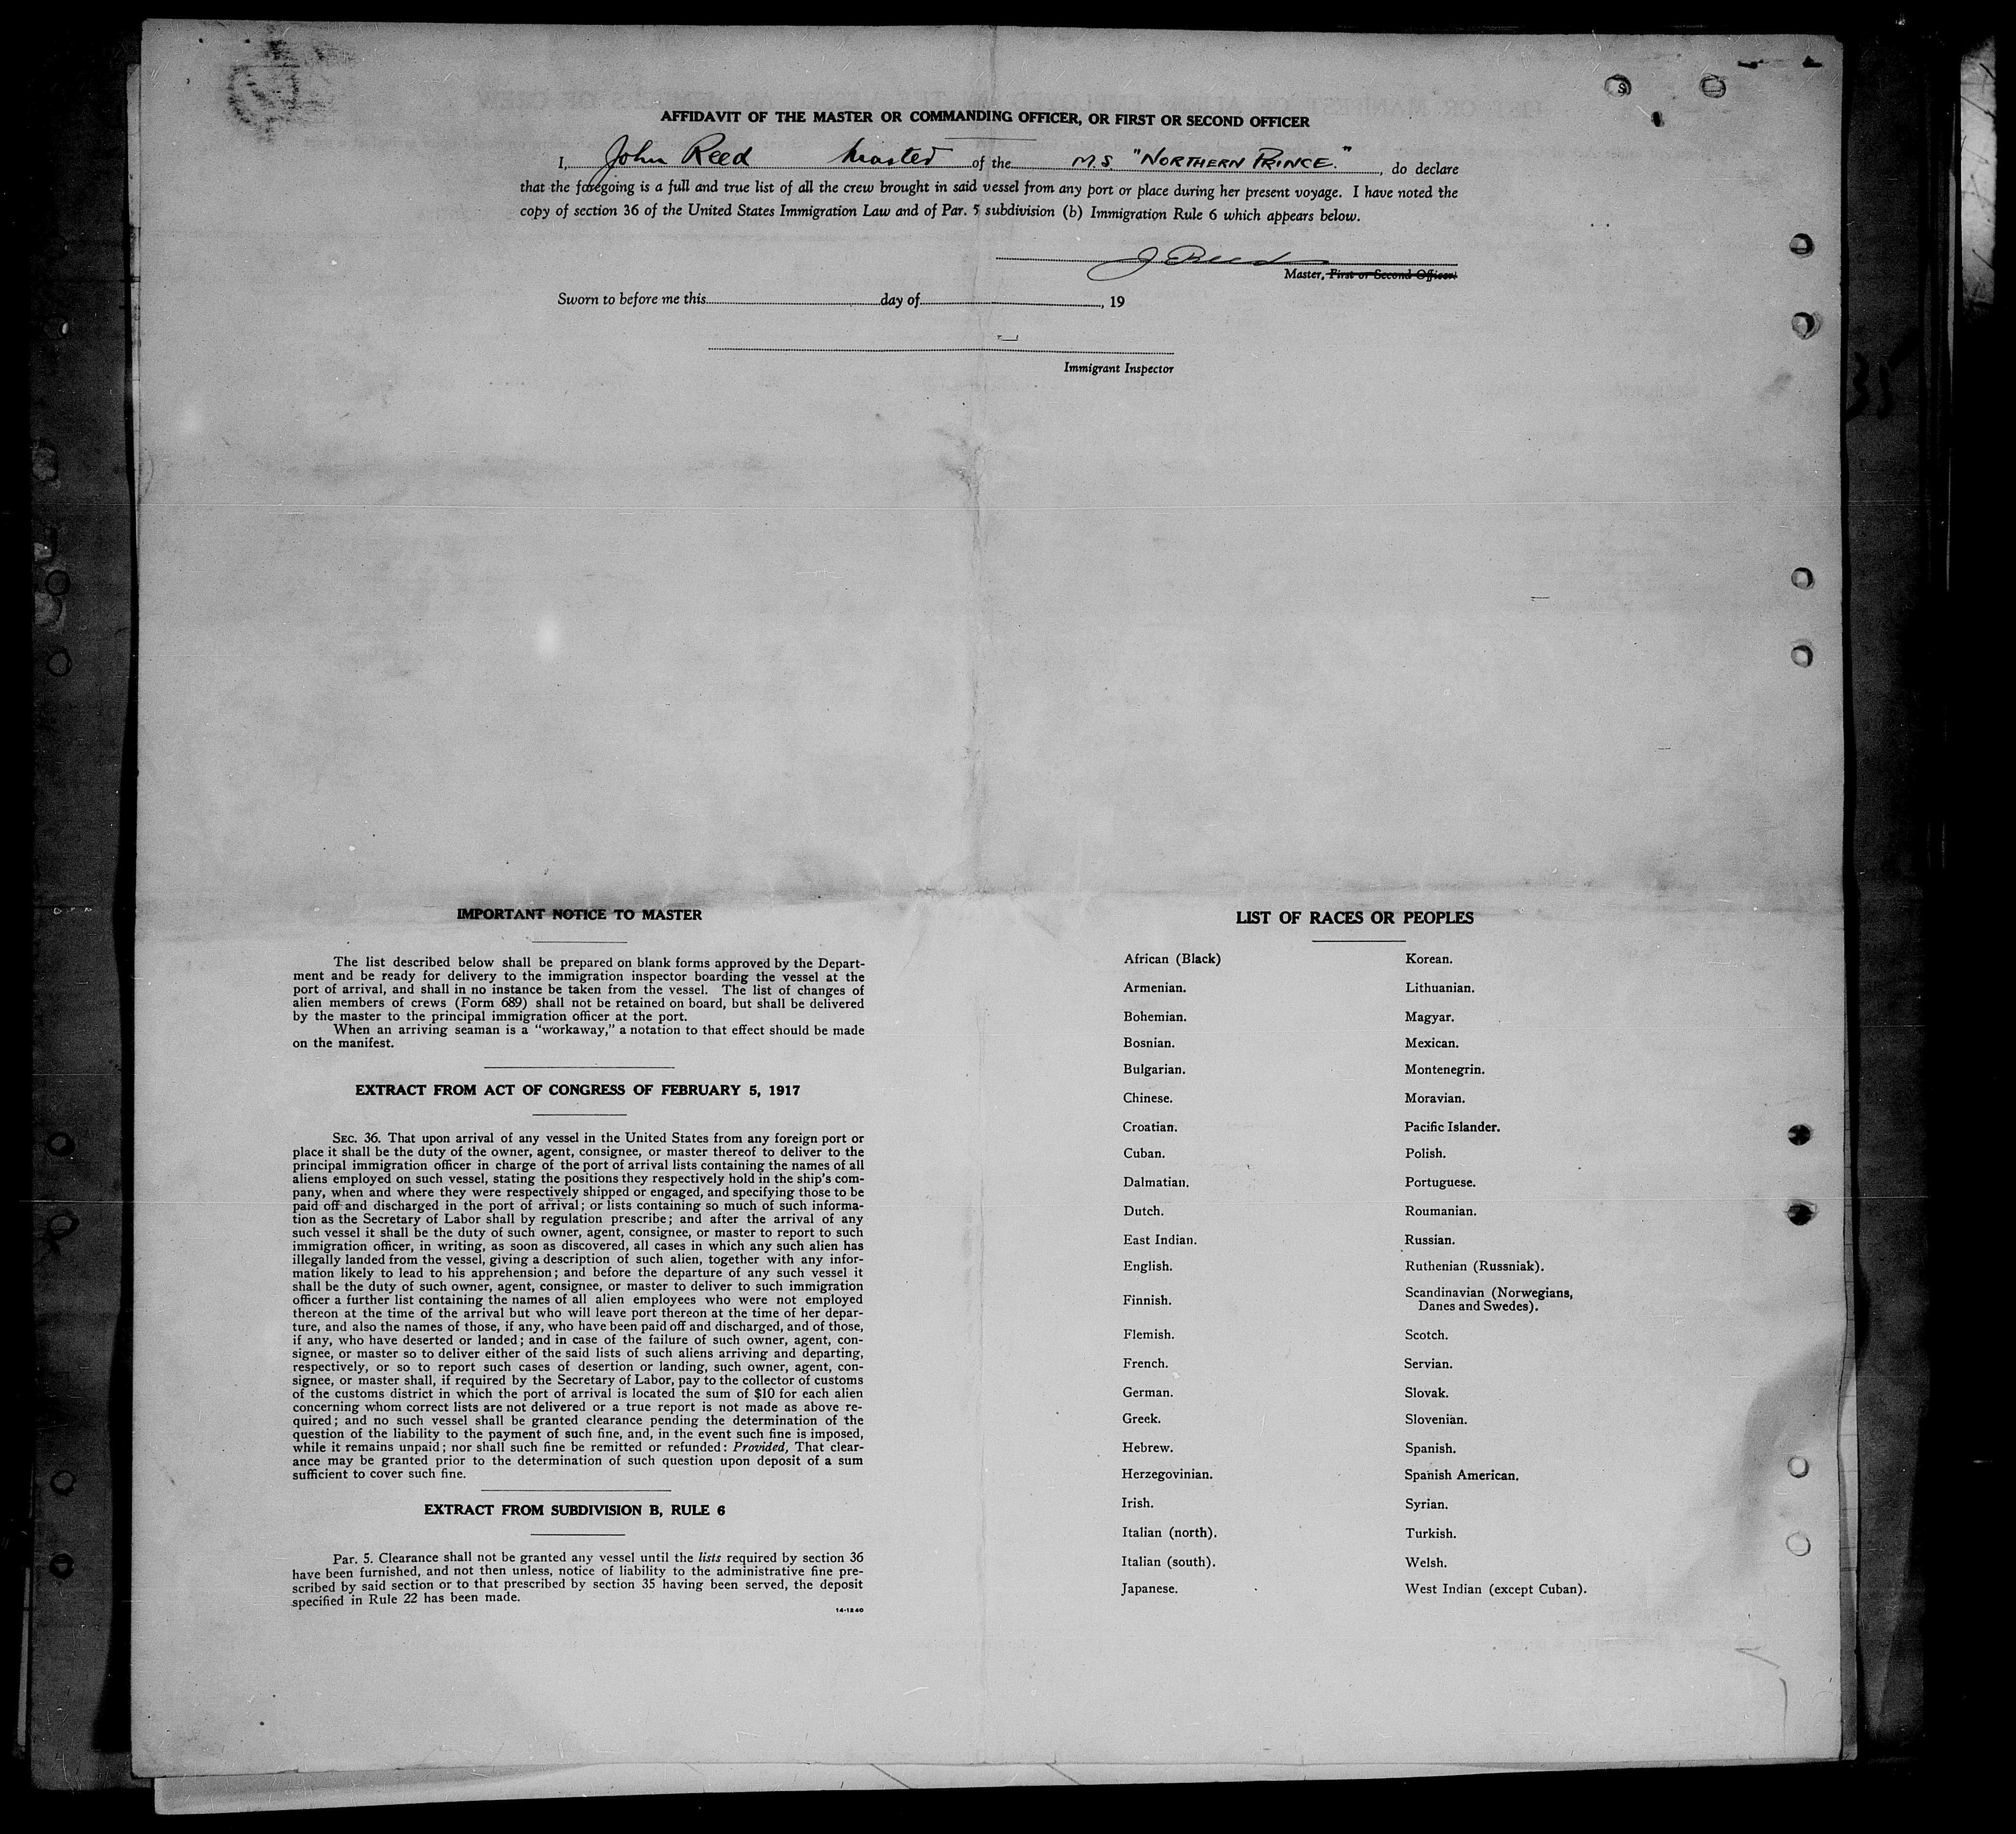 AFFIDAVIT OF THE MASTER OR COMMANDING OFFICER, OR FIRST OR SECOND OFFICER
I, John Reed Master of the M.S. "NORTHERN PRINCE.", do declare
that the foregoing is a full and true list of all the crew brought in said vessel from any port or place during her present voyage. I have noted the
copy of section 36 of the United States Immigration Law and of Par. 5 subdivision (b) Immigration Rule 6 which appears below.
J Reed
Master, First or Second Officer.
Sworn to before me this day of , 19
Immigrant Inspector
IMPORTANT NOTICE TO MASTER
The list described below shall be prepared on blank forms approved by the Depart-
ment and be ready for delivery to the immigration inspector boarding the vessel at the
port of arrival, and shall in no instance be taken from the vessel. The list of changes of
alien members of crews (Form 689) shall not be retained on board, but shall be delivered
by the master to the principal immigration officer at the port.
When an arriving seaman is a "workaway," a notation to that effect should be made
on the manifest.
EXTRACT FROM ACT OF CONGRESS OF FEBRUARY 5, 1917
SEC. 36. That upon arrival of any vessel in the United States from any foreign port or
place it shall be the duty of the owner, agent, consignee, or master thereof to deliver to the
principal immigration officer in charge of the port of arrival lists containing the names of all
aliens employed on such vessel, stating the positions they respectively hold in the ship's com-
pany, when and where they were respectively shipped or engaged, and specifying those to be
paid off and discharged in the port of arrival; or lists containing so much of such informa-
tion as the Secretary of Labor shall by regulation prescribe; and after the arrival of any
such vessel it shall be the duty of such owner, agent, consignee, or master to report to such
immigration officer, in writing, as soon as discovered, all cases in which any such alien has
illegally landed from the vessel, giving a description of such alien, together with any infor-
mation likely to lead to his apprehension; and before the departure of any such vessel it
shall be the duty of such owner, agent, consignee, or master to deliver to such immigration
officer a further list containing the names of all alien employees who were not employed
thereon at the time of the arrival but who will leave port thereon at the time of her depar-
ture, and also the names of those, if any, who have been paid off and discharged, and of those,
if any, who have deserted or landed; and in case of the failure of such owner, agent, con-
signee, or master so to deliver either of the said lists of such aliens arriving and departing,
respectively, or so to report such cases of desertion or landing, such owner, agent, con-
signee, or master shall, if required by the Secretary of Labor, pay to the collector of customs
of the customs district in which the port of arrival is located the sum of $10 for each alien
concerning whom correct lists are not delivered or a true report is not made as above re-
quired; and no such vessel shall be granted clearance pending the determination of the
question of the liability to the payment of such fine, and, in the event such fine is imposed,
while it remains unpaid; nor shall such fine be remitted or refunded: Provided, That clear-
ance may be granted prior to the determination of such question upon deposit of a sum
sufficient to cover such fine.
EXTRACT FROM SUBDIVISION B, RULE 6
Par. 5. Clearance shall not be granted any vessel until the lists required by section 36
have been furnished, and not then unless, notice of liability to the administrative fine pre-
scribed by said section or to that prescribed by section 35 having been served, the deposit
specified in Rule 22 has been made.
14-1240
LIST OF RACES OR PEOPLES
African (Black)
Armenian.
Bohemian.
Bosnian.
Bulgarian.
Chinese.
Croatian.
Cuban.
Dalmatian.
Dutch.
East Indian.
English.
Finnish.
Flemish.
French.
German.
Greek.
Hebrew.
Herzegovinian.
Irish.
Italian (north).
Italian (south).
Japanese.
Korean.
Lithuanian.
Magyar.
Mexican.
Montenegrin.
Moravian.
Pacific Islander.
Polish.
Portuguese.
Roumanian.
Russian.
Ruthenian (Russniak).
Scandinavian (Norwegians,
Danes and Swedes).
Scotch.
Servian.
Slovak.
Slovenian.
Spanish.
Spanish American.
Syrian.
Turkish.
Welsh.
West Indian (except Cuban).